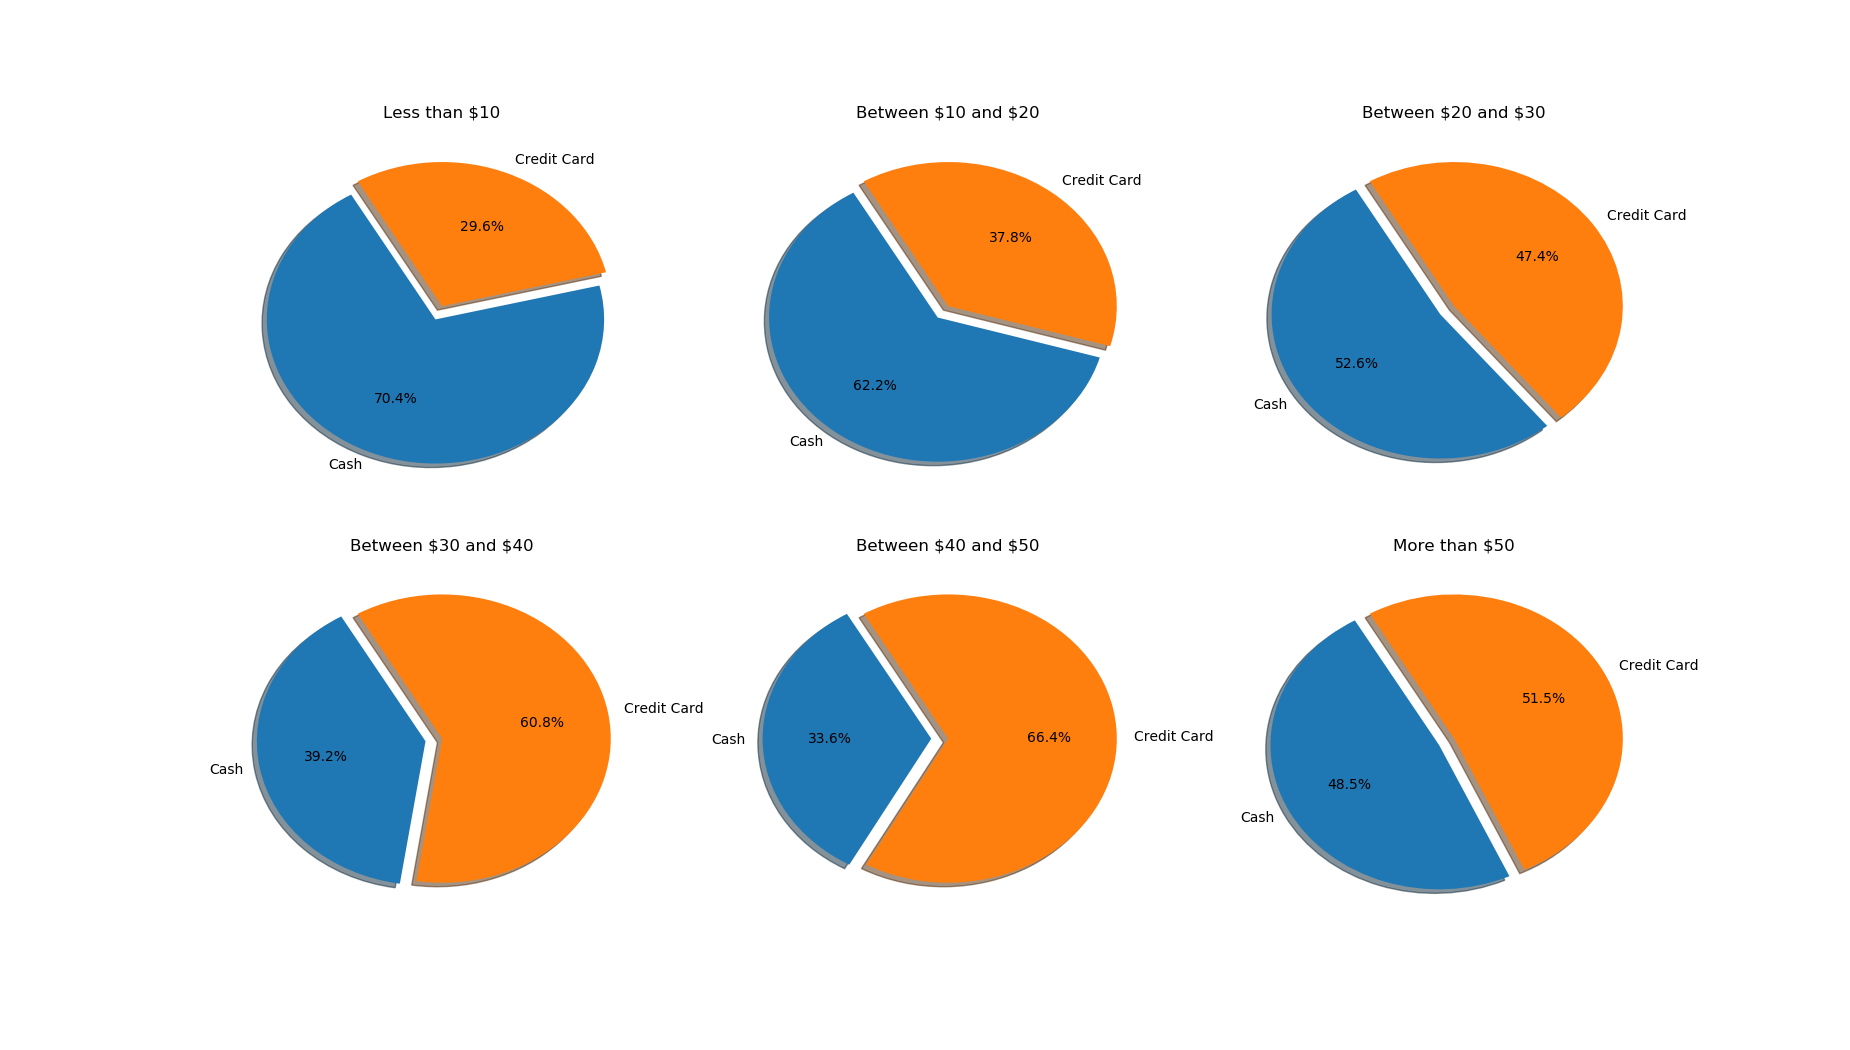 Less than $10
Credit Card
29.6%
70.4%
Cash
Between $10 and $20
Credit Card
37.8%
62.2%
Cash
Between $20 and $30
Credit Card
47.4%
52.6%
Cash
Between $30 and $40
Credit Card
60.8%
39.2%
Cash
Between $40 and $50
Credit Card
66.4%
33.6%
Cash
More than $50
Credit Card
51.5%
48.5%
Cash